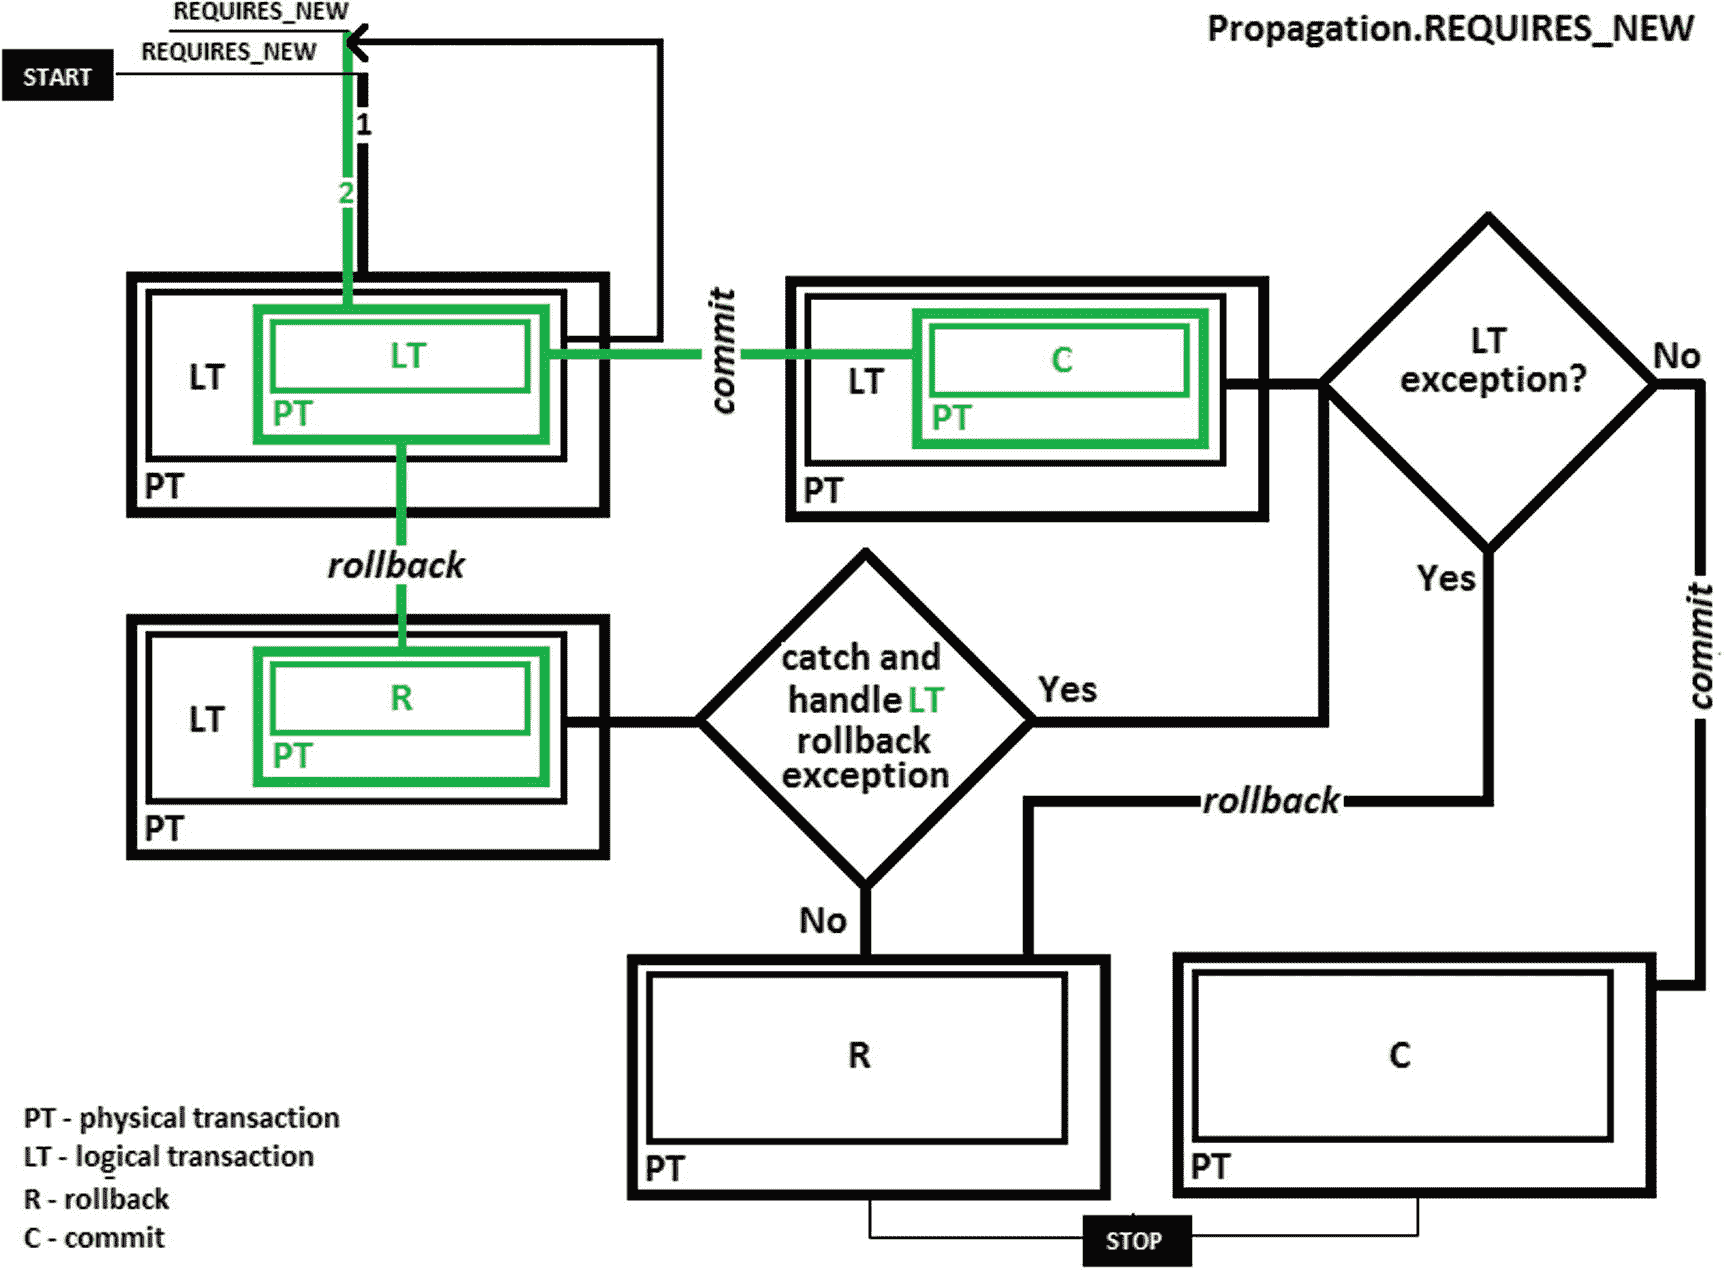 REQUIRES_NEW
Propagation.REQUIRES_NEW
REQUIRES_NEW
START
1
2
LT
LT
PT
PT
commit
LT
C
PT
PT
LT
exception?
No
Yes
commit
rollback
LT
R
PT
PT
catch and
handle LT
rollback
exception
Yes
No
rollback
R
PT
C
PT
PT - physical transaction
LT - logical transaction
R - rollback
C - commit
STOP